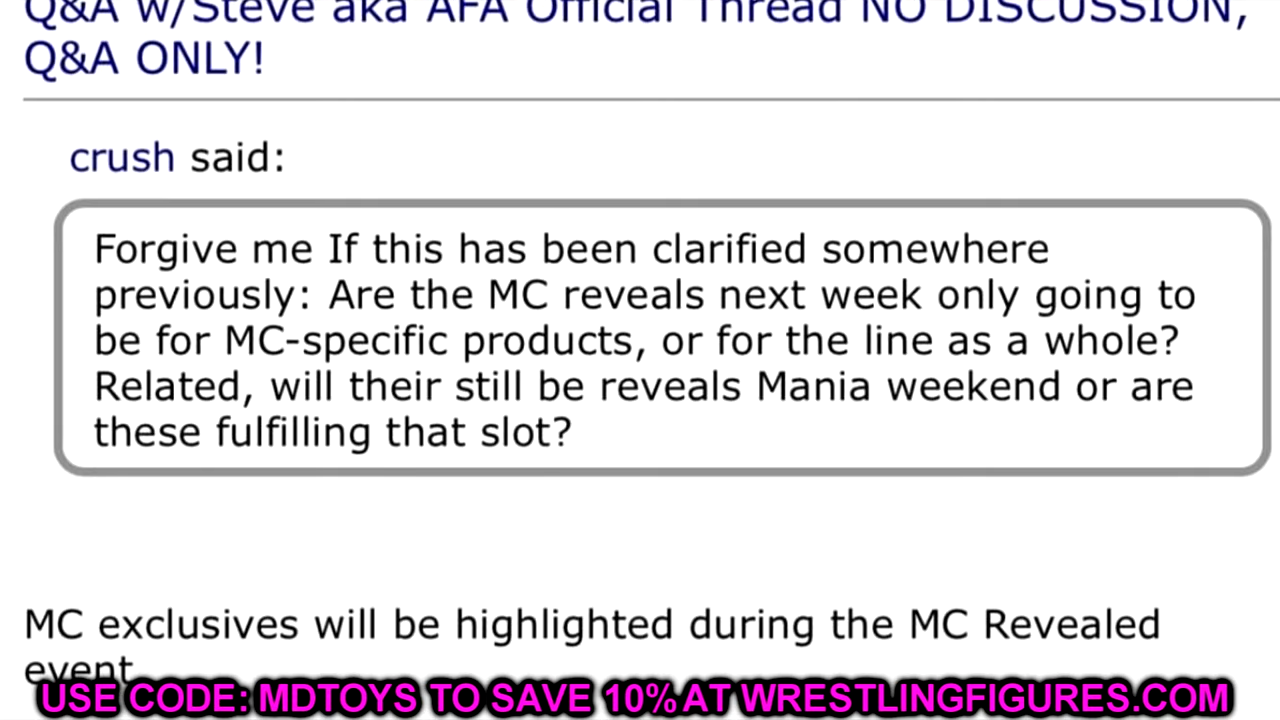 Q&A w/Steve aka AFA Official Thread NO DISCUSSION,
Q&A ONLY!
crush said:
Forgive me If this has been clarified somewhere
previously: Are the MC reveals next week only going to
be for MC-specific products, or for the line as a whole?
Related, will their still be reveals Mania weekend or are
these fulfilling that slot?
MC exclusives will be highlighted during the MC Revealed
event
USE CODE: MDTOYS TO SAVE 10% AT WRESTLINGFIGURES.COM